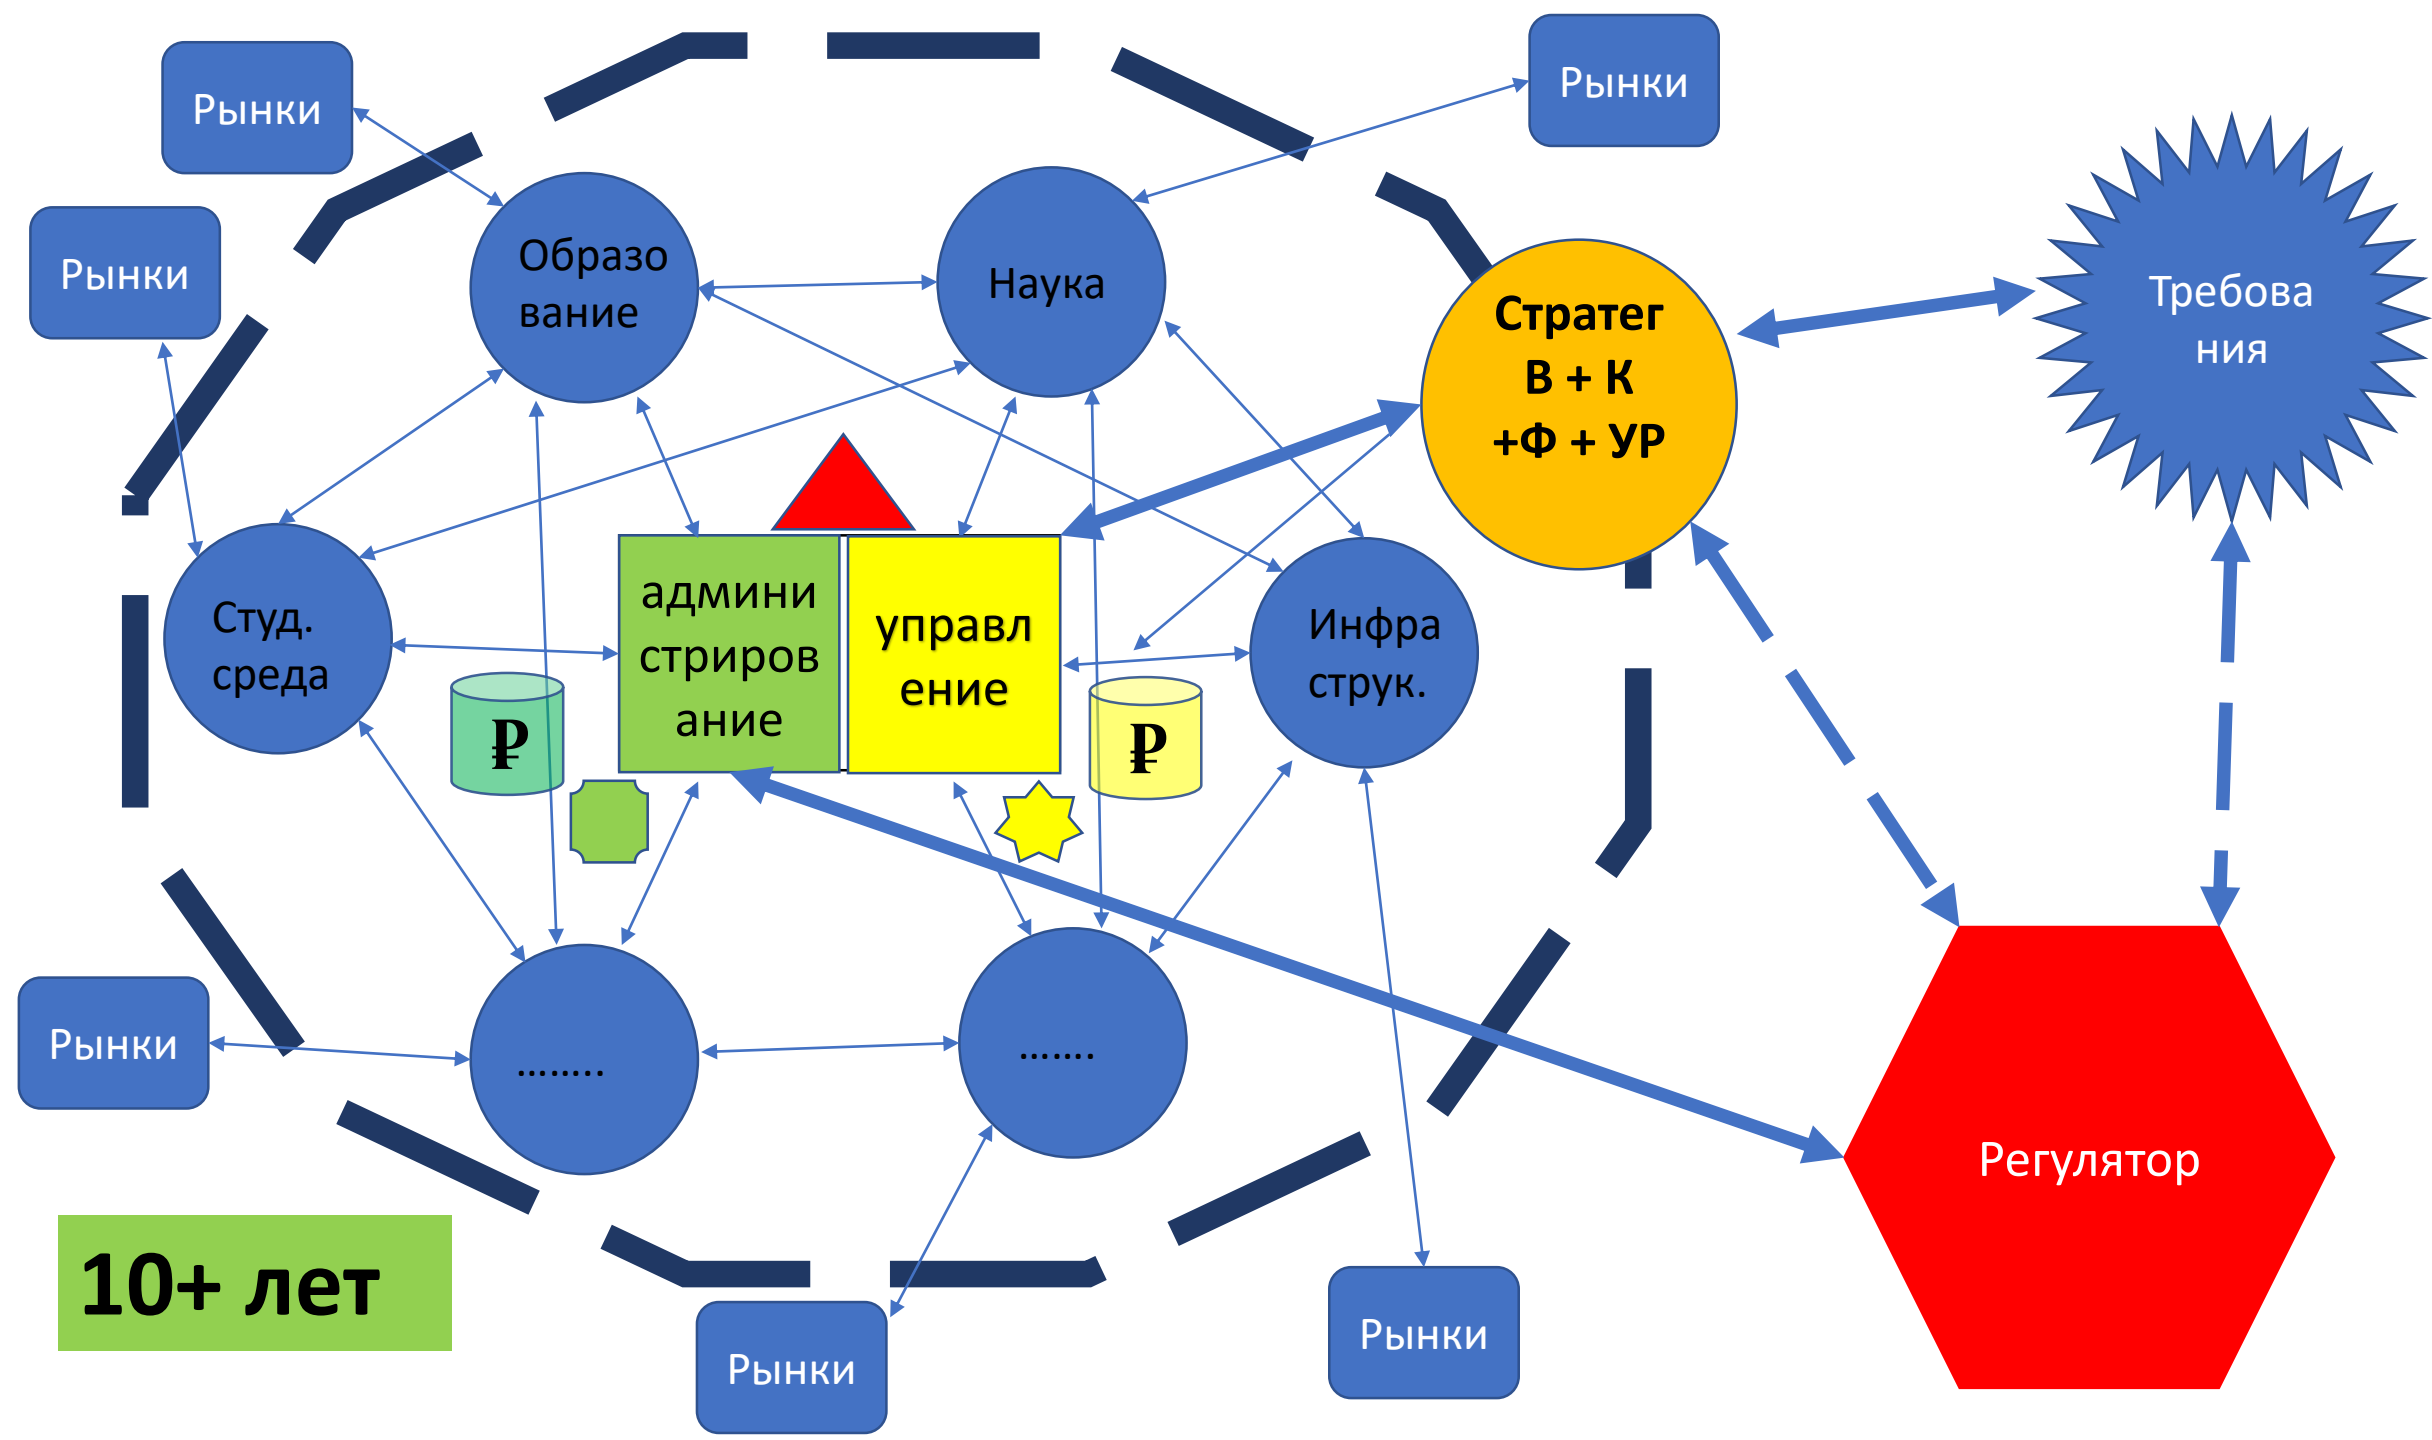 Рынки
Рынки
Рынки
Образо
вание
Наука
Стратег
В + К
+Ф + УР
Требова
ния
Студ.
среда
админи
стриров
ание
управл
ение
Инфра
струк.
₽
₽
Рынки
……..
…….
Регулятор
10+ лет
Рынки
Рынки